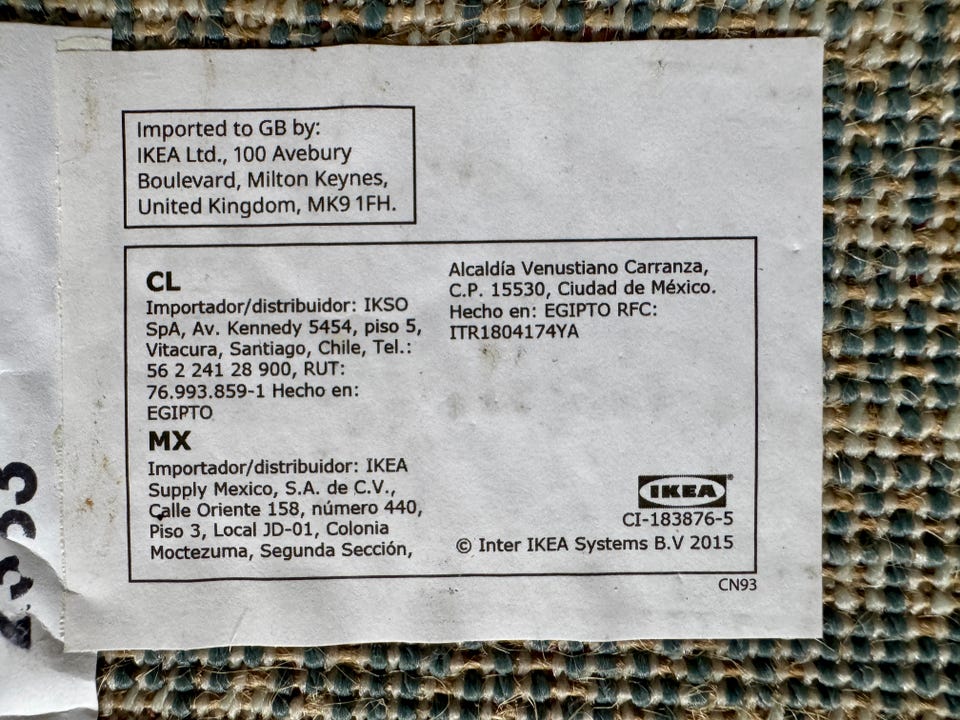 Imported to GB by:
IKEA Ltd., 100 Avebury
Boulevard, Milton Keynes,
United Kingdom, MK9 1FH.
CL
Importador/distribuidor: IKSO
SpA, Av. Kennedy 5454, piso 5,
Vitacura, Santiago, Chile, Tel.:
56 2 241 28 900, RUT:
76.993.859-1 Hecho en:
EGIPTO
MX
Importador/distribuidor: IKEA
Supply Mexico, S.A. de C.V.,
Calle Oriente 158, número 440,
Piso 3, Local JD-01, Colonia
Moctezuma, Segunda Sección,
Alcaldía Venustiano Carranza,
C.P. 15530, Ciudad de México.
Hecho en: EGIPTO RFC:
ITR1804174YA
IKEA®
CI-183876-5
© Inter IKEA Systems B.V 2015
CN93